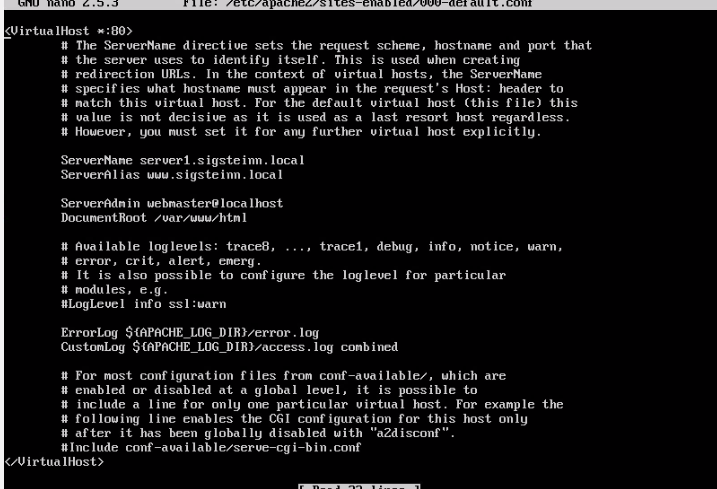 GNU nano 2.5.3 File: /etc/apache2/sites-enabled/000-default.conf
<VirtualHost *:80>
# The ServerName directive sets the request scheme, hostname and port that
# the server uses to identify itself. This is used when creating
# redirection URLs. In the context of virtual hosts, the ServerName
# specifies what hostname must appear in the request's Host: header to
# match this virtual host. For the default virtual host (this file) this
# value is not decisive as it is used as a last resort host regardless.
# However, you must set it for any further virtual host explicitly.
ServerName server1.sigsteinn.local
ServerAlias www.sigsteinn.local
ServerAdmin webmaster@localhost
DocumentRoot /var/www/html
# Available loglevels: trace8, ..., trace1, debug, info, notice, warn,
# error, crit, alert, emerg.
# It is also possible to configure the loglevel for particular
# modules, e.g.
#LogLevel info ssl:warn
ErrorLog ${APACHE_LOG_DIR}/error.log
CustomLog ${APACHE_LOG_DIR}/access.log combined
# For most configuration files from conf-available/, which are
# enabled or disabled at a global level, it is possible to
# include a line for only one particular virtual host. For example the
# following line enables the CGI configuration for this host only
# after it has been globally disabled with "a2disconf".
#Include conf-available/serve-cgi-bin.conf
</VirtualHost>
[ Read 32 lines ]